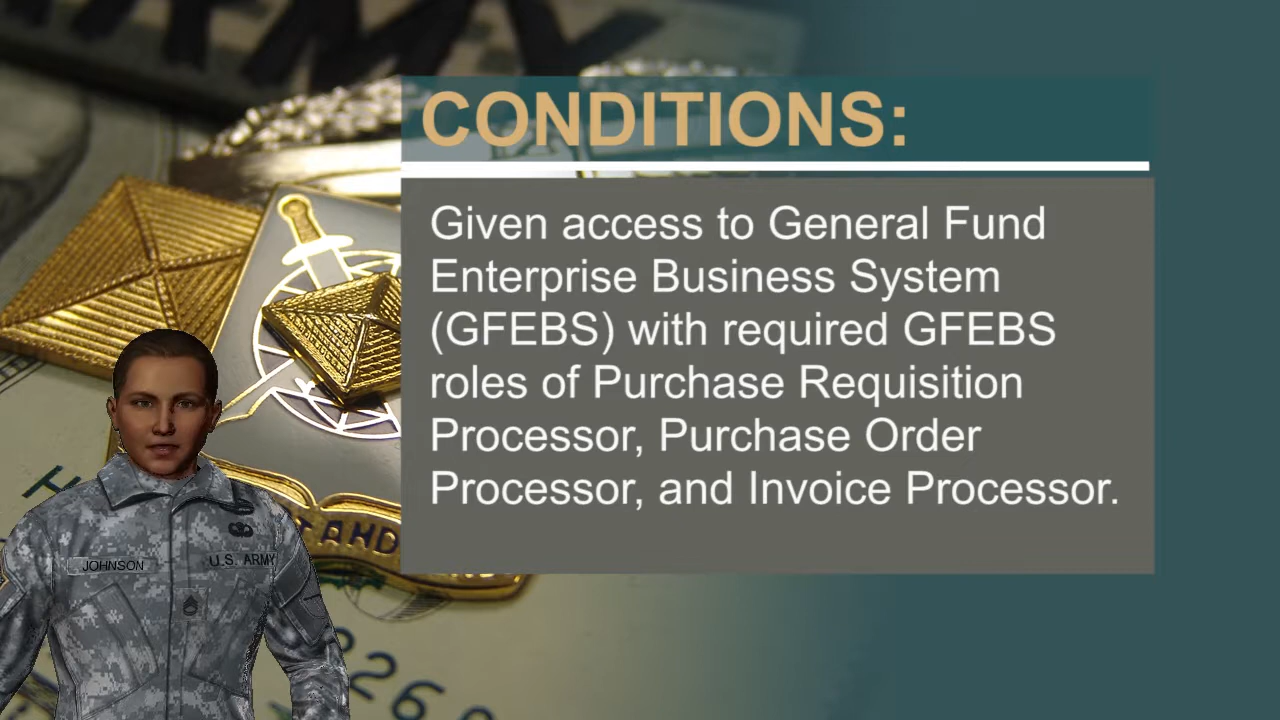 ARMY
CONDITIONS:
Given access to General Fund
Enterprise Business System
(GFEBS) with required GFEBS
roles of Purchase Requisition
Processor, Purchase Order
Processor, and Invoice Processor.
JOHNSON
U.S. ARMY